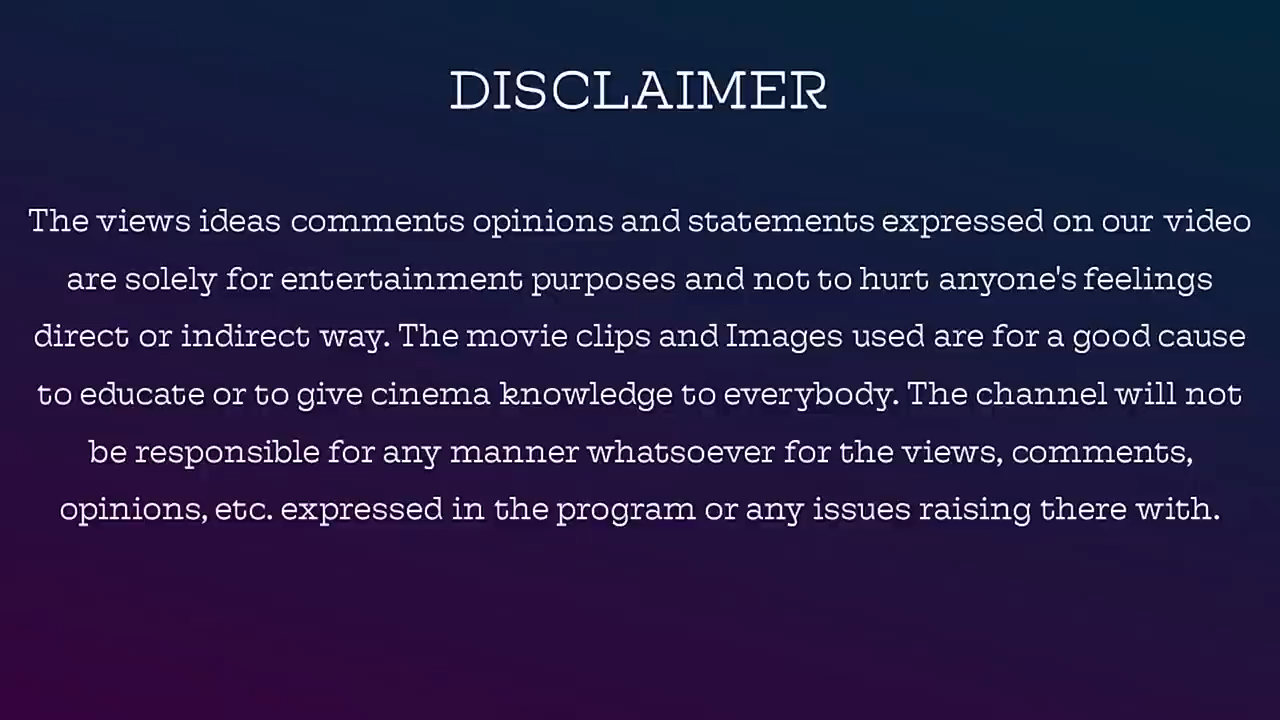 DISCLAIMER
The views ideas comments opinions and statements expressed on our video
are solely for entertainment purposes and not to hurt anyone's feelings
direct or indirect way. The movie clips and Images used are for a good cause
to educate or to give cinema knowledge to everybody. The channel will not
be responsible for any manner whatsoever for the views, comments,
opinions, etc. expressed in the program or any issues raising there with.